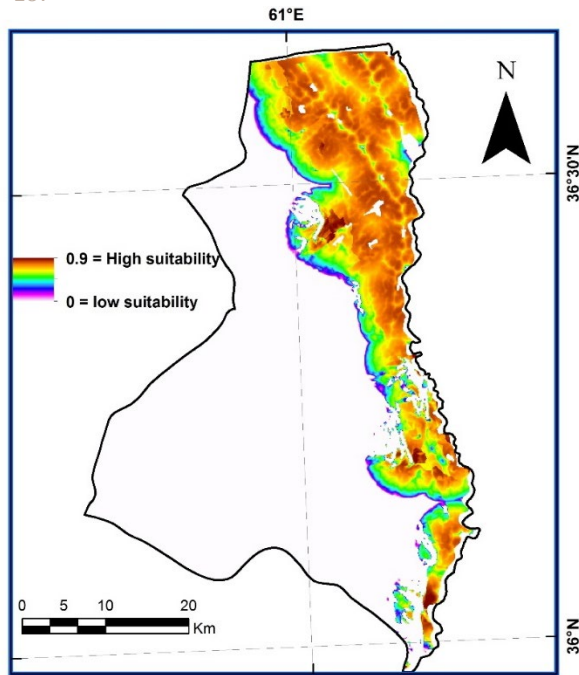 61°E
N
36°30'N
0.9 = High suitability
0 = low suitability
0 5 10 20
Km
36°N